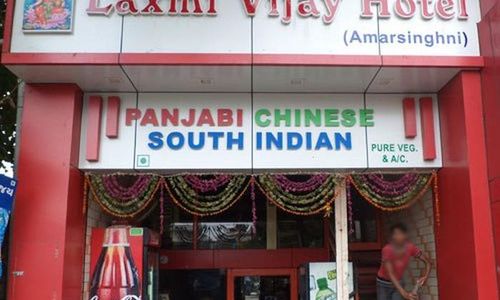 Laxmi Vijay Hotel
(Amarsinghni)
PANJABI CHINESE
SOUTH INDIAN
PURE VEG.
& A/C.